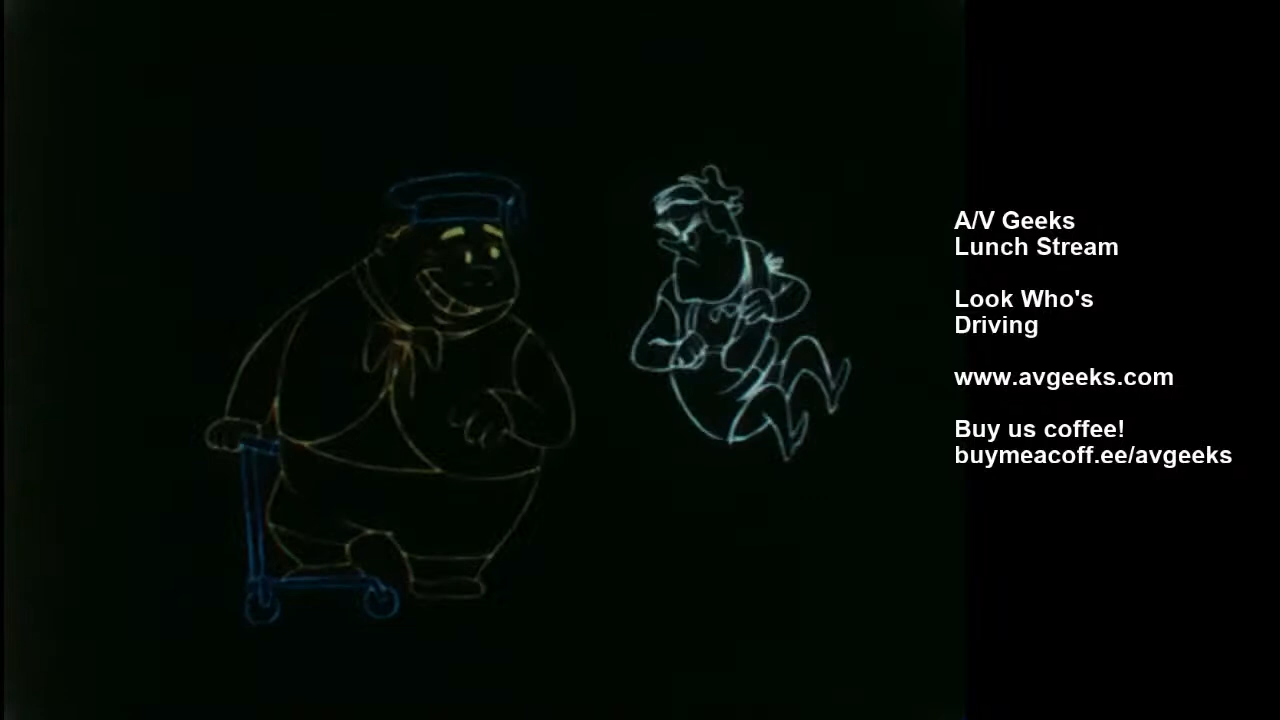 A/V Geeks
Lunch Stream
Look Who's
Driving
www.avgeeks.com
Buy us coffee!
buymeacoff.ee/avgeeks